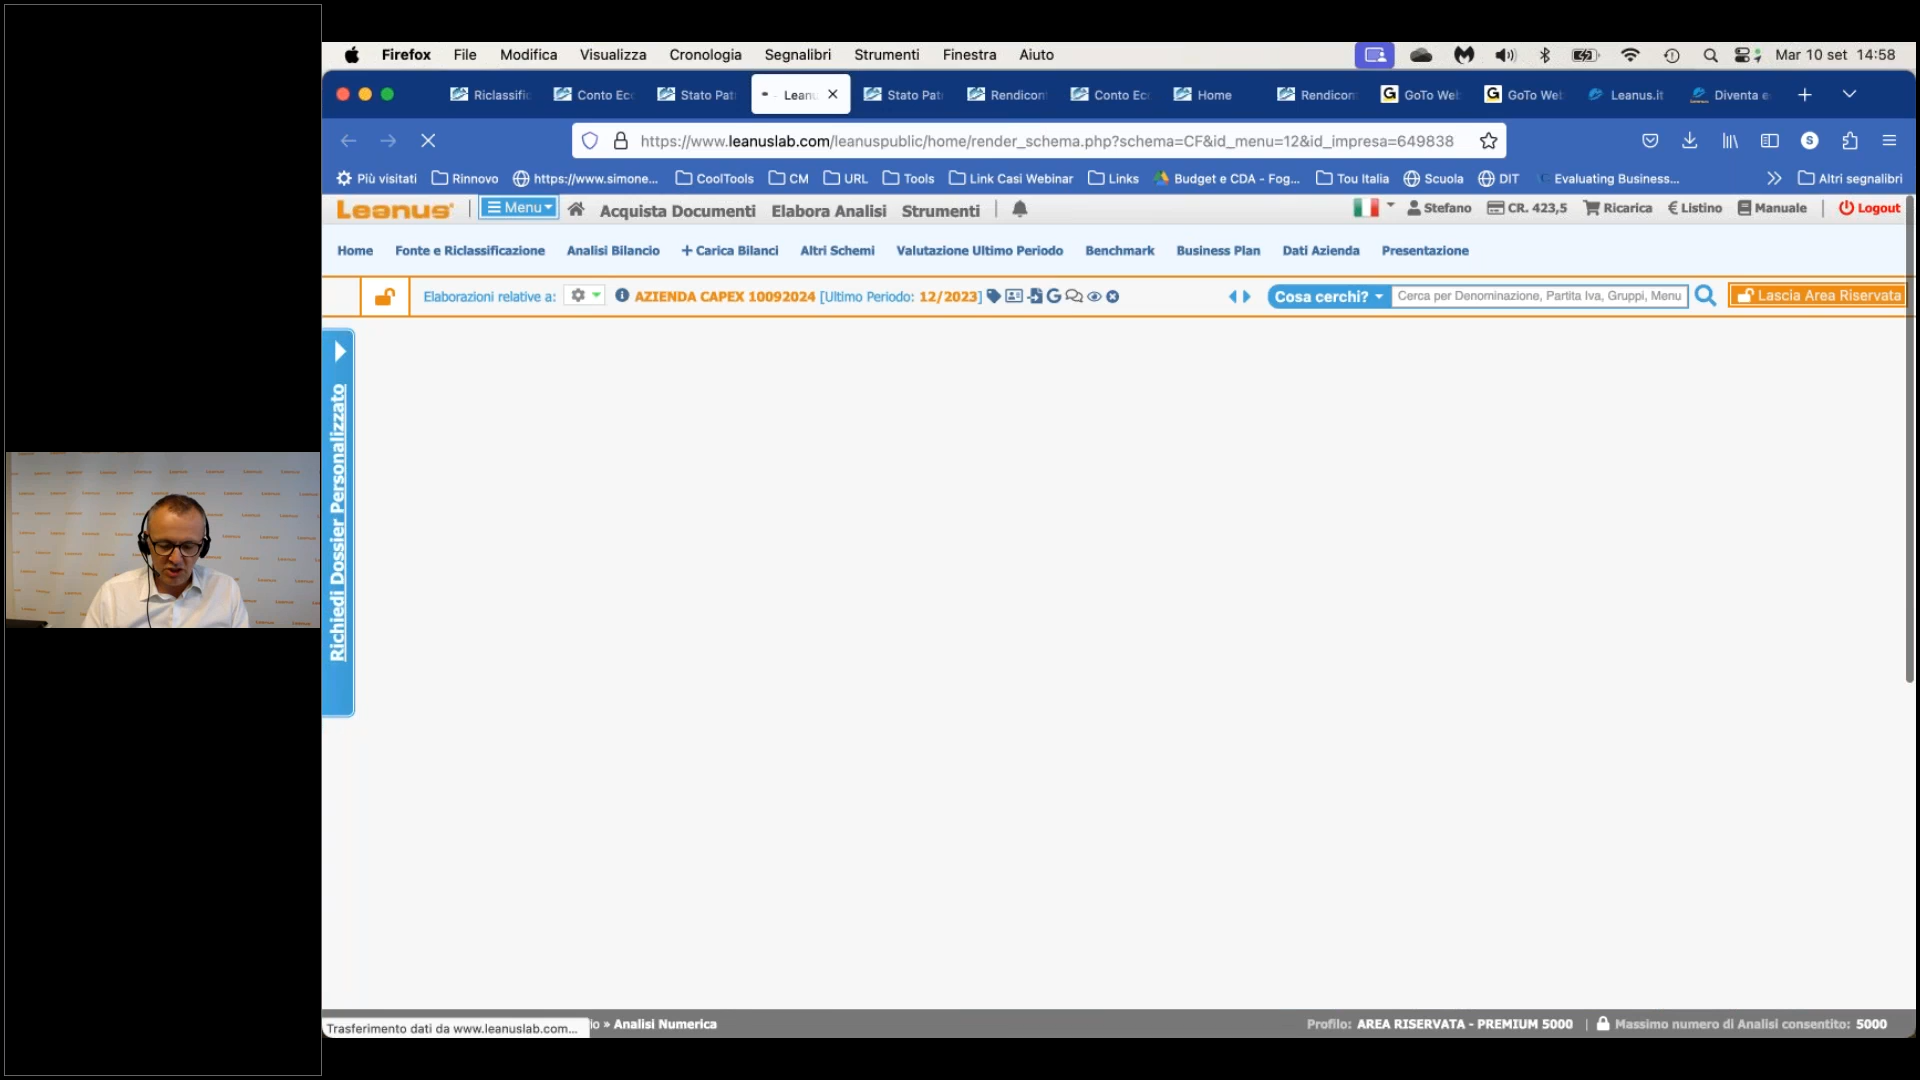 Firefox File Modifica Visualizza Cronologia Segnalibri Strumenti Finestra Aiuto Mar 10 set 14:58
Riclassifi Conto Ec Stato Pat Leanu Stato Pat Rendicon Conto Ec Home Rendicon GoTo We GoTo We Leanus.it Diventa e
https://www.leanuslab.com/leanuspublic/home/render_schema.php?schema=CF&id_menu=12&id_impresa=649838
Più visitati Rinnovo https://www.simone... CoolTools CM URL Tools Link Casi Webinar Links Budget e CDA - Fog... Tou Italia Scuola DIT Evaluating Business... Altri segnalibri
Leanus Menu Acquista Documenti Elabora Analisi Strumenti Stefano CR. 423,5 Ricarica € Listino Manuale Logout
Home Fonte e Riclassificazione Analisi Bilancio + Carica Bilanci Altri Schemi Valutazione Ultimo Periodo Benchmark Business Plan Dati Azienda Presentazione
Elaborazioni relative a: AZIENDA CAPEX 10092024 [Ultimo Periodo: 12/2023] Cosa cerchi? Cerca per Denominazione, Partita Iva, Gruppi, Menu Lascia Area Riservata
Richiedi Dossier Personalizzato
Trasferimento dati da www.leanuslab.com... io » Analisi Numerica Profilo: AREA RISERVATA - PREMIUM 5000 | Massimo numero di Analisi consentito: 5000